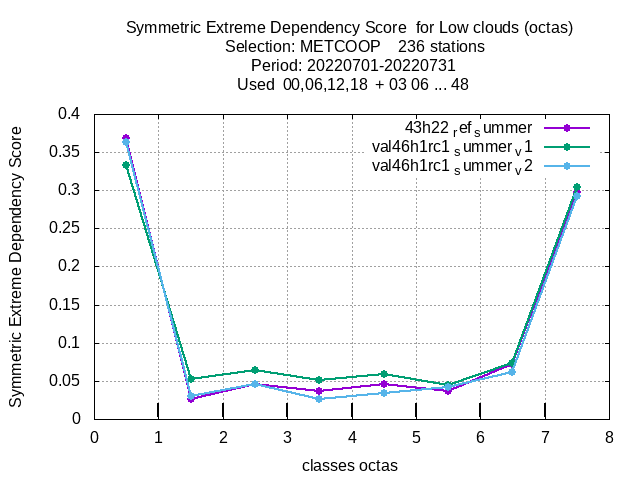 Symmetric Extreme Dependency Score for Low clouds (octas)
Selection: METCOOP 236 stations
Period: 20220701-20220731
Used 00,06,12,18 + 03 06 ... 48
43h22 ref summer
val46h1rc1 summer v1
val46h1rc1 summer v2
Symmetric Extreme Dependency Score
0.4
0.35
0.3
0.25
0.2
0.15
0.1
0.05
0
0 1 2 3 4 5 6 7 8
classes octas